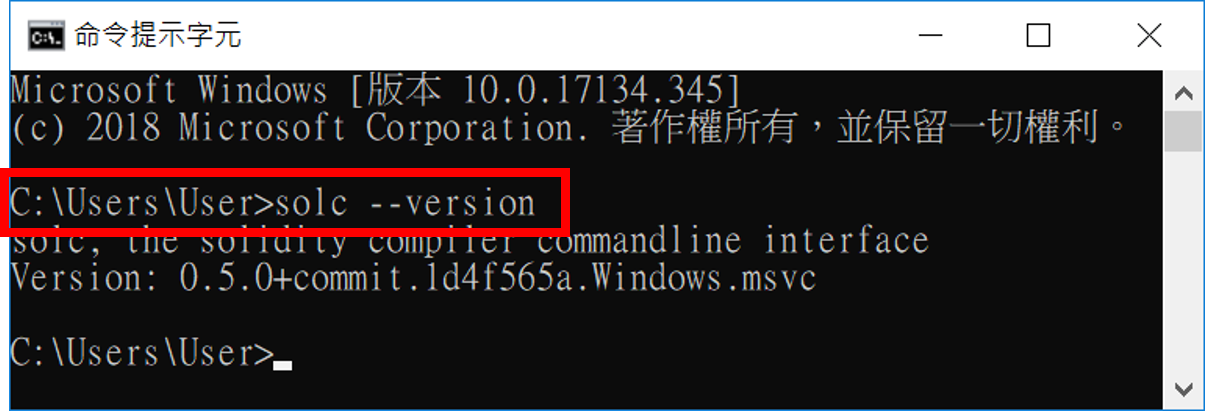 命令提示字元
Microsoft Windows [版本 10.0.17134.345]
(c) 2018 Microsoft Corporation. 著作權所有，並保留一切權利。
C:\Users\User>solc --version
solc, the solidity compiler commandline interface
Version: 0.5.0+commit.1d4f565a.Windows.msvc
C:\Users\User>